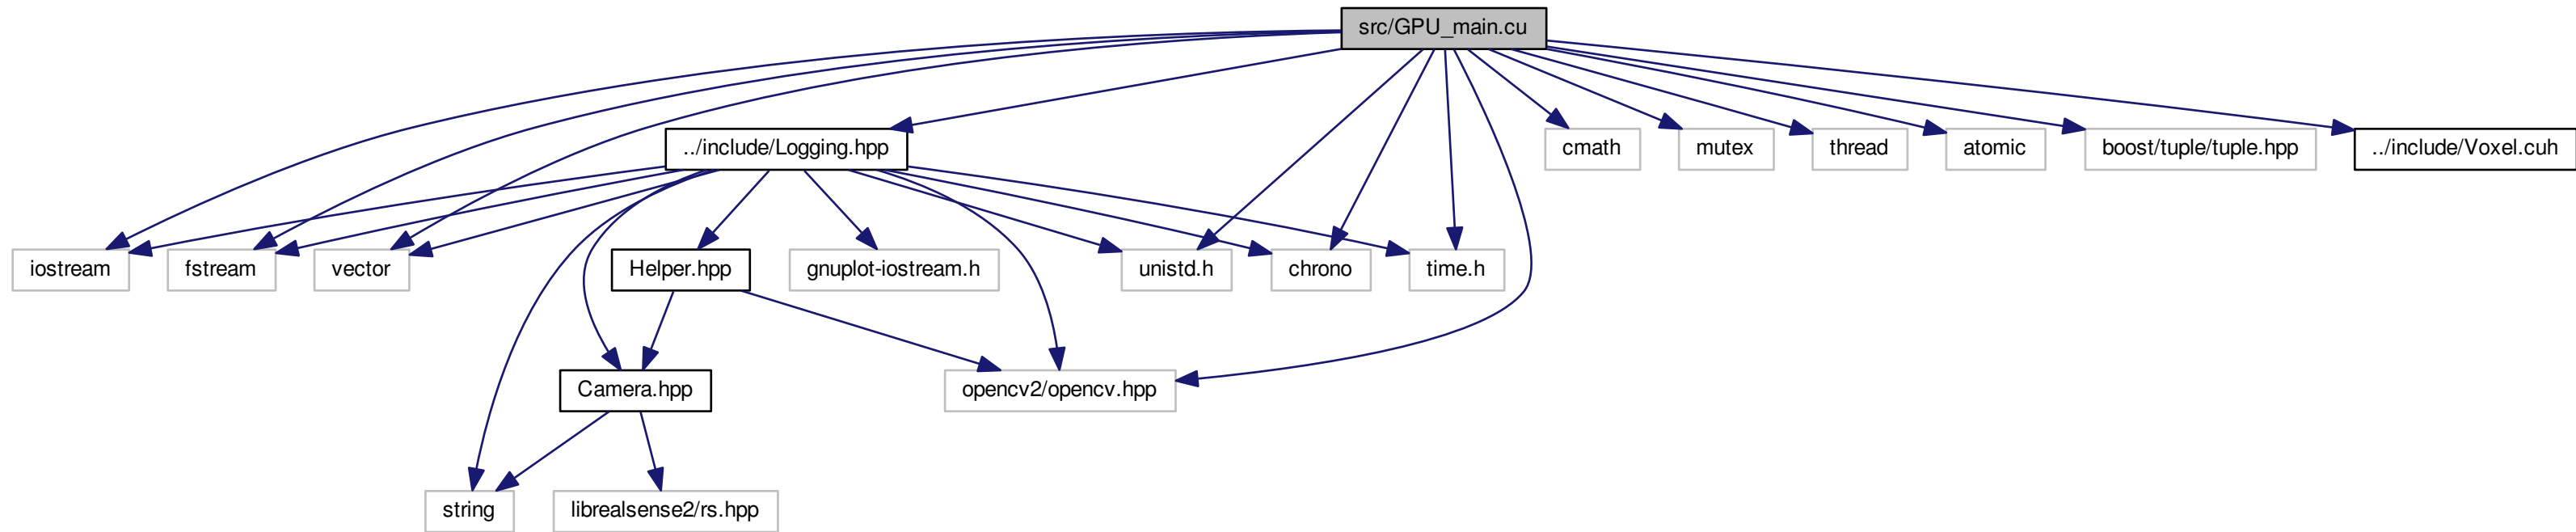 src/GPU_main.cu
../include/Logging.hpp
cmath
mutex
thread
atomic
boost/tuple/tuple.hpp
../include/Voxel.cuh
iostream
fstream
vector
Helper.hpp
gnuplot-iostream.h
unistd.h
chrono
time.h
Camera.hpp
opencv2/opencv.hpp
string
librealsense2/rs.hpp